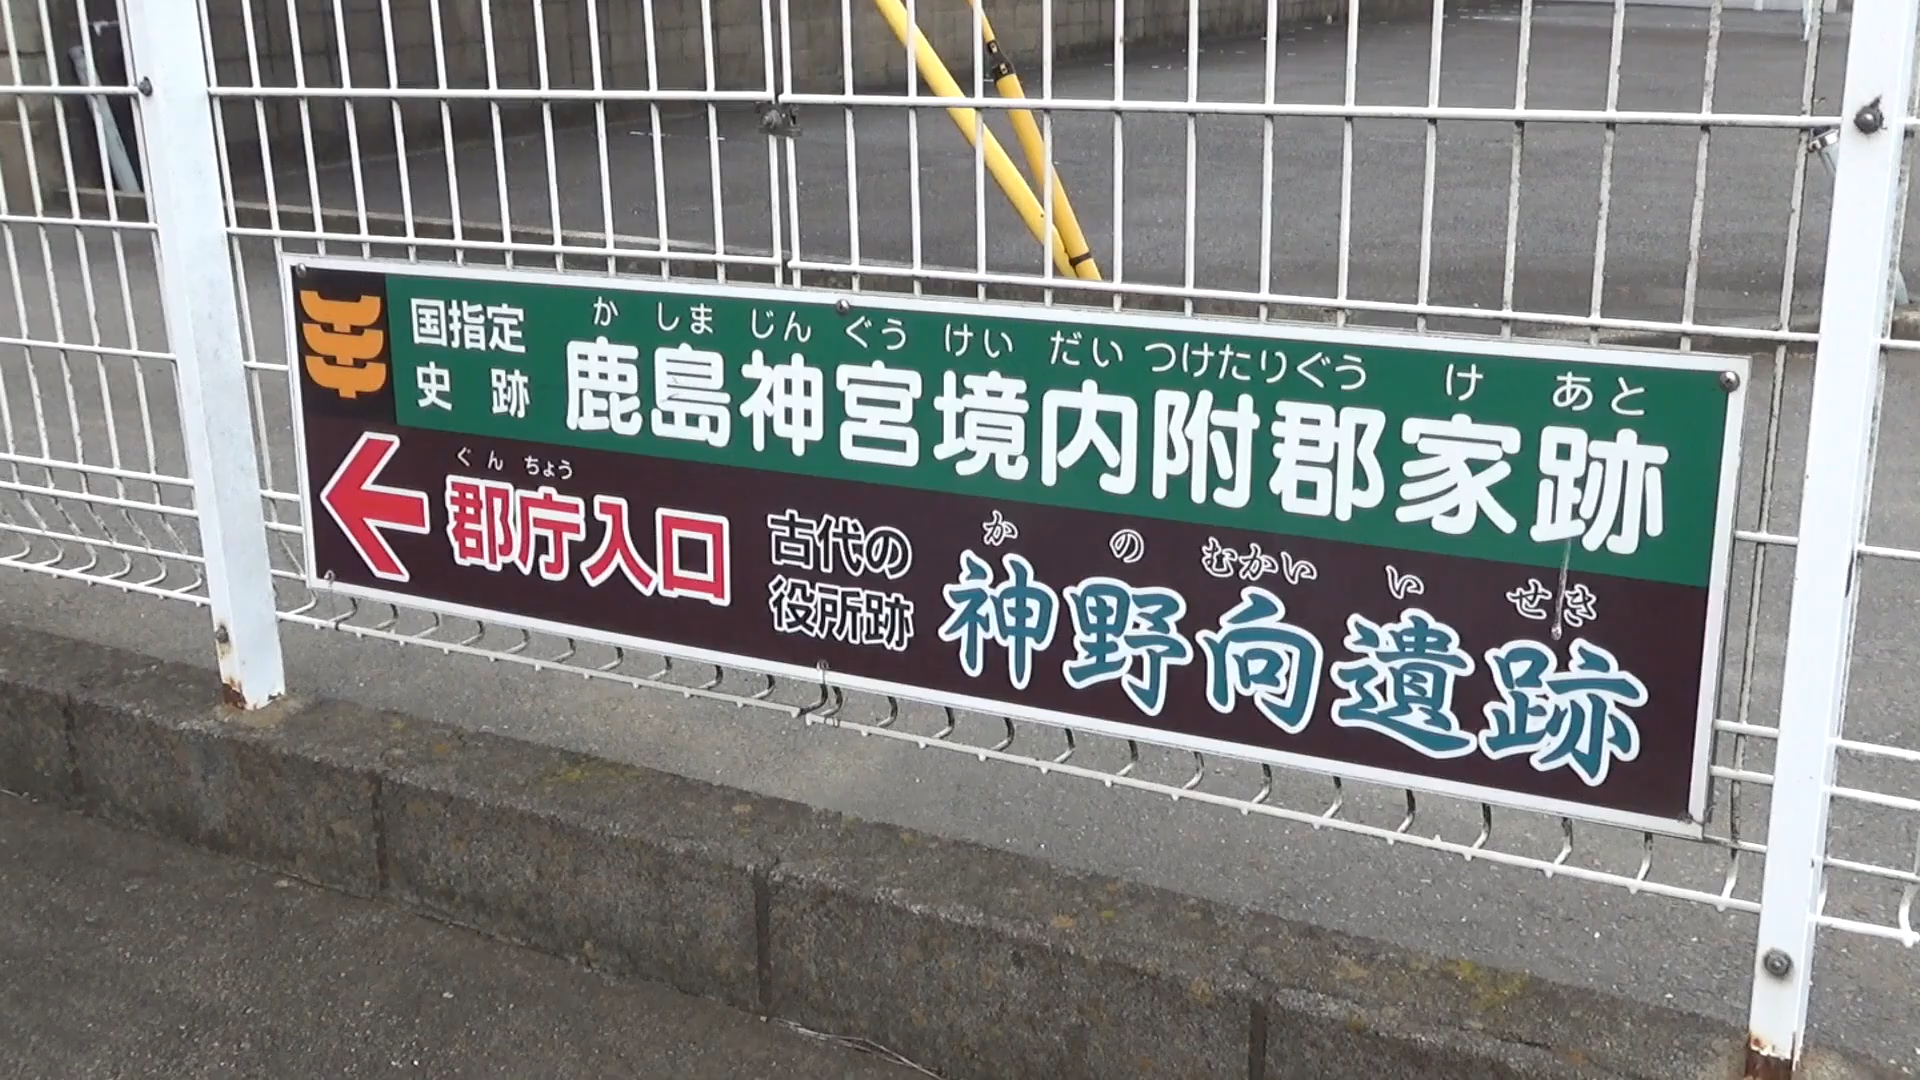 国指定
史跡
か しま じん ぐう けい だい つけたりぐう け あと
鹿島神宮境内附郡家跡
ぐん ちょう
郡庁入口
古代の
役所跡
か の むかい い せき
神野向遺跡